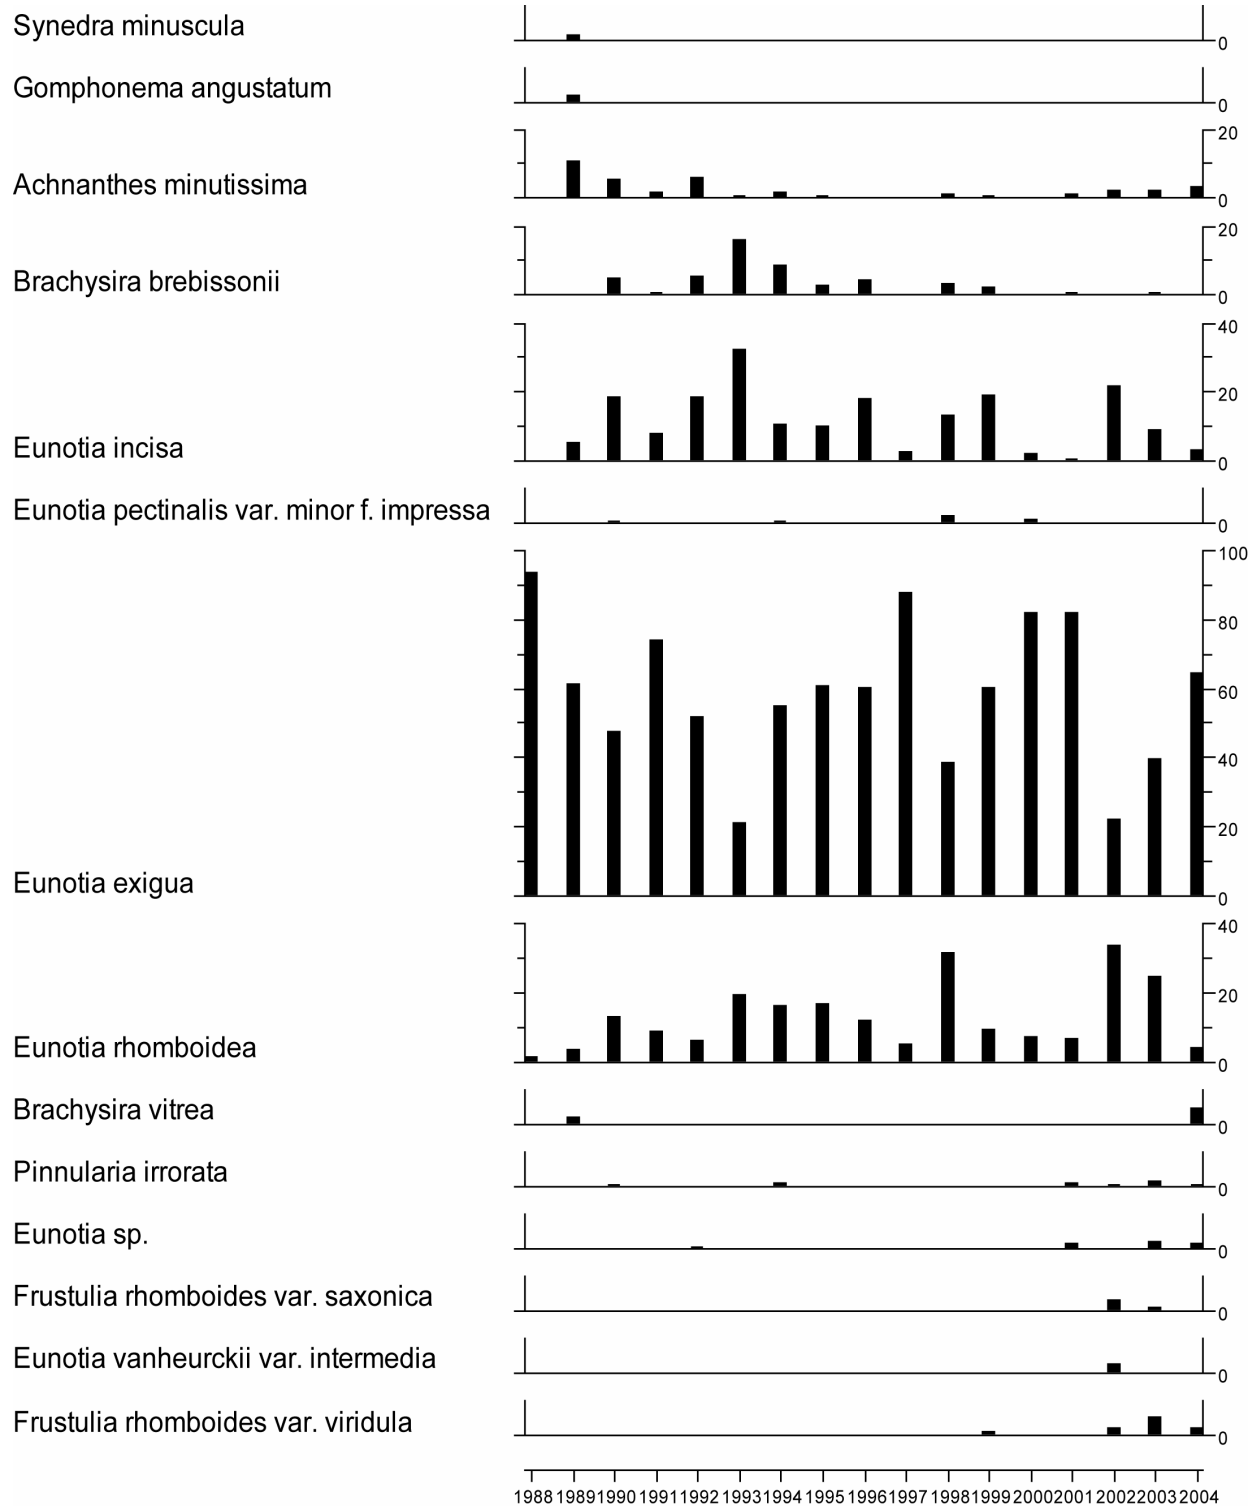 Synedra minuscula
0
Gomphonema angustatum
0
20
Achnanthes minutissima
0
20
Brachysira brebissonii
0
40
20
Eunotia incisa
0
Eunotia pectinalis var. minor f. impressa
0
100
80
60
40
20
Eunotia exigua
0
40
20
Eunotia rhomboidea
0
Brachysira vitrea
0
Pinnularia irrorata
0
Eunotia sp.
0
Frustulia rhomboides var. saxonica
0
Eunotia vanheurckii var. intermedia
0
Frustulia rhomboides var. viridula
0
1988 1989 1990 1991 1992 1993 1994 1995 1996 1997 1998 1999 2000 2001 2002 2003 2004